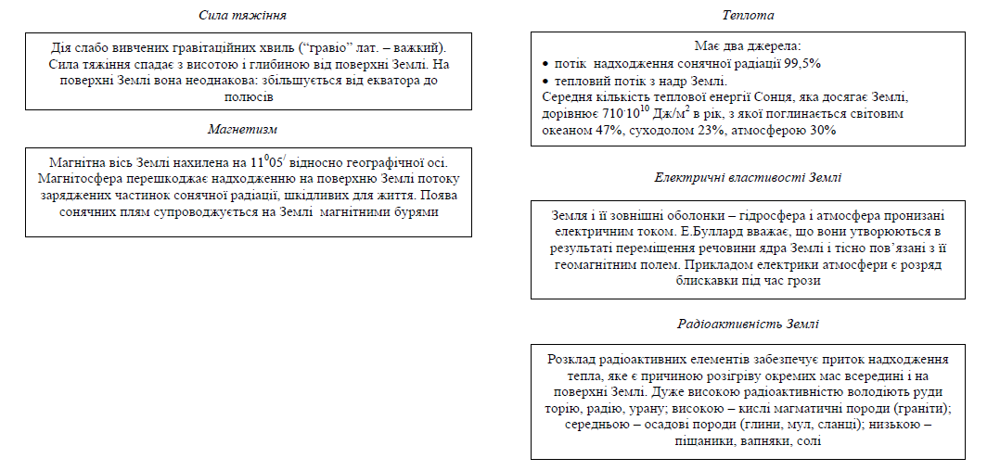 Сила тяжіння
Дія слабо вивчених гравітаційних хвиль (“гравіо” лат. – важкий).
Сила тяжіння спадає з висотою і глибиною від поверхні Землі. На
поверхні Землі вона неоднакова: збільшується від екватора до
полюсів
Магнетизм
Магнітна вісь Землі нахилена на 11⁰05/ відносно географічної осі.
Магнітосфера перешкоджає надходженню на поверхню Землі потоку
заряджених частинок сонячної радіації, шкідливих для життя. Поява
сонячних плям супроводжується на Землі магнітними бурями
Теплота
Має два джерела:
• потік надходження сонячної радіації 99,5%
• тепловий потік з надр Землі.
Середня кількість теплової енергії Сонця, яка досягає Землі,
дорівнює 710·10¹⁰ Дж/м² в рік, з якої поглинається світовим
океаном 47%, суходолом 23%, атмосферою 30%
Електричні властивості Землі
Земля і її зовнішні оболонки – гідросфера і атмосфера пронизані
електричним током. Е.Буллард вважає, що вони утворюються в
результаті переміщення речовини ядра Землі і тісно пов’язані з її
геомагнітним полем. Прикладом електрики атмосфери є розряд
блискавки під час грози
Радіоактивність Землі
Розклад радіоактивних елементів забезпечує приток надходження
тепла, яке є причиною розігріву окремих мас всередині і на
поверхні Землі. Дуже високою радіоактивністю володіють руди
торію, радію, урану; високою – кислі магматичні породи (граніти);
середньою – осадові породи (глини, мул, сланці); низькою –
піщаники, вапняки, солі